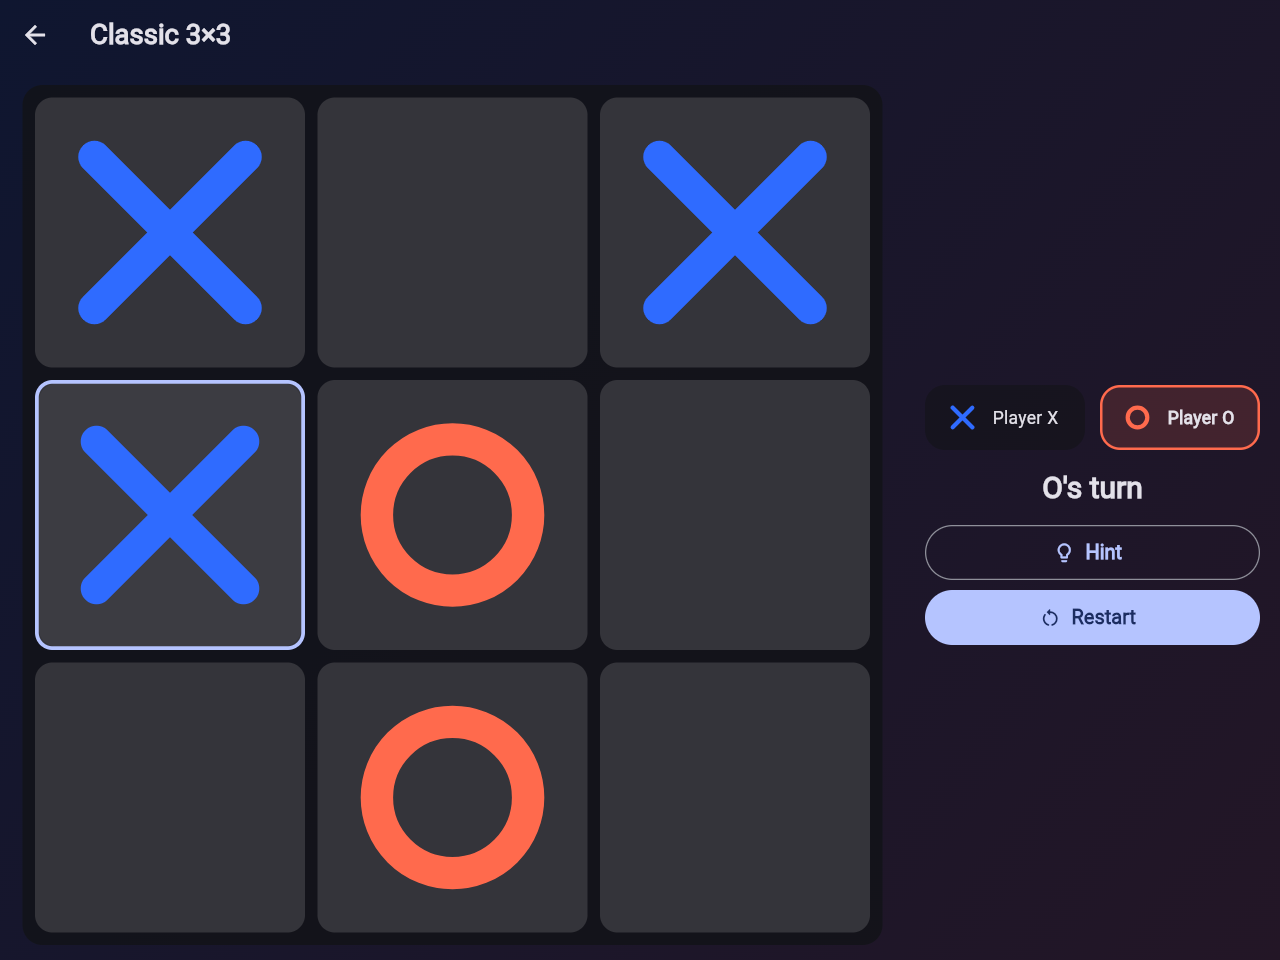 Classic 3×3
Player X
Player O
O's turn
Hint
Restart